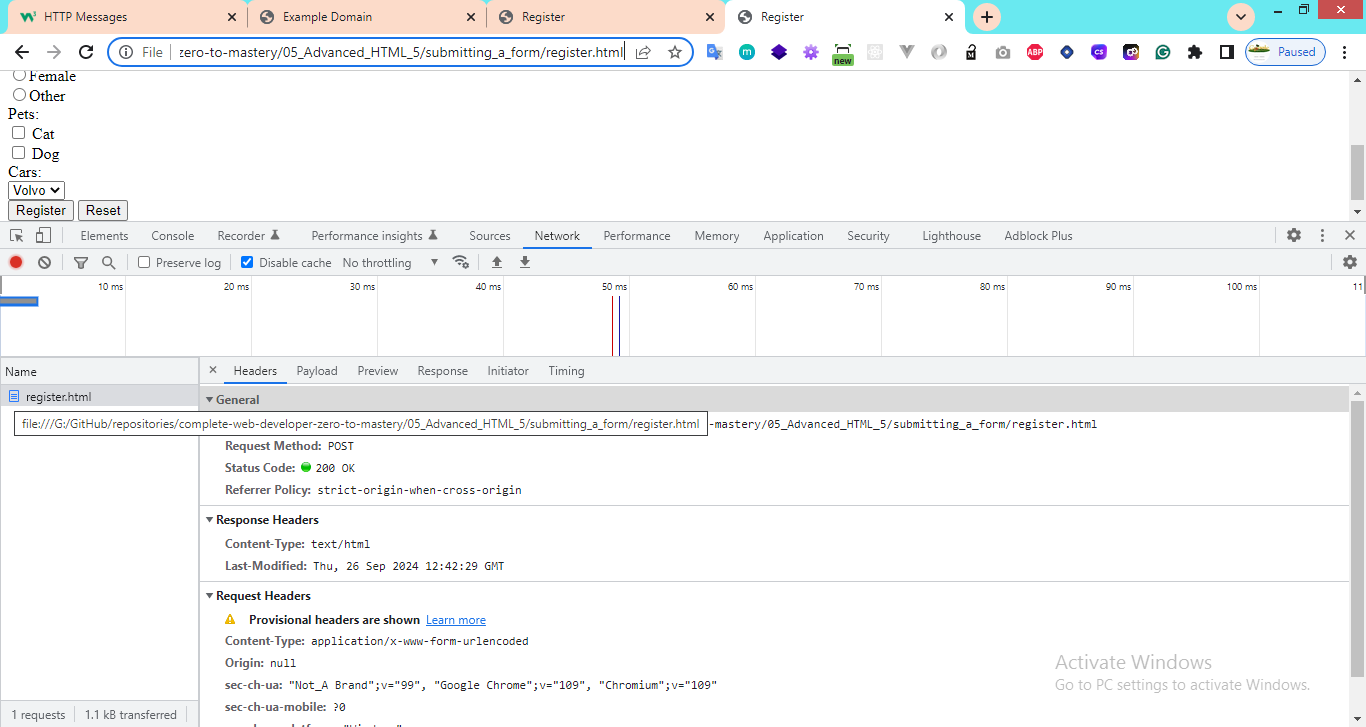 HTTP Messages
Example Domain
Register
Register
File zero-to-mastery/05_Advanced_HTML_5/submitting_a_form/register.html
new
ABP
CS
Paused
Female
Other
Pets:
Cat
Dog
Cars:
Volvo
Register Reset
Elements Console Recorder Performance insights Sources Network Performance Memory Application Security Lighthouse Adblock Plus
Preserve log Disable cache No throttling
10 ms 20 ms 30 ms 40 ms 50 ms 60 ms 70 ms 80 ms 90 ms 100 ms 11
Name
Headers Payload Preview Response Initiator Timing
register.html
General
file:///G:/GitHub/repositories/complete-web-developer-zero-to-mastery/05_Advanced_HTML_5/submitting_a_form/register.html
-mastery/05_Advanced_HTML_5/submitting_a_form/register.html
Request Method: POST
Status Code: 200 OK
Referrer Policy: strict-origin-when-cross-origin
Response Headers
Content-Type: text/html
Last-Modified: Thu, 26 Sep 2024 12:42:29 GMT
Request Headers
Provisional headers are shown Learn more
Content-Type: application/x-www-form-urlencoded
Origin: null
sec-ch-ua: "Not_A Brand";v="99", "Google Chrome";v="109", "Chromium";v="109"
sec-ch-ua-mobile: ?0
Activate Windows
Go to PC settings to activate Windows.
1 requests 1.1 kB transferred